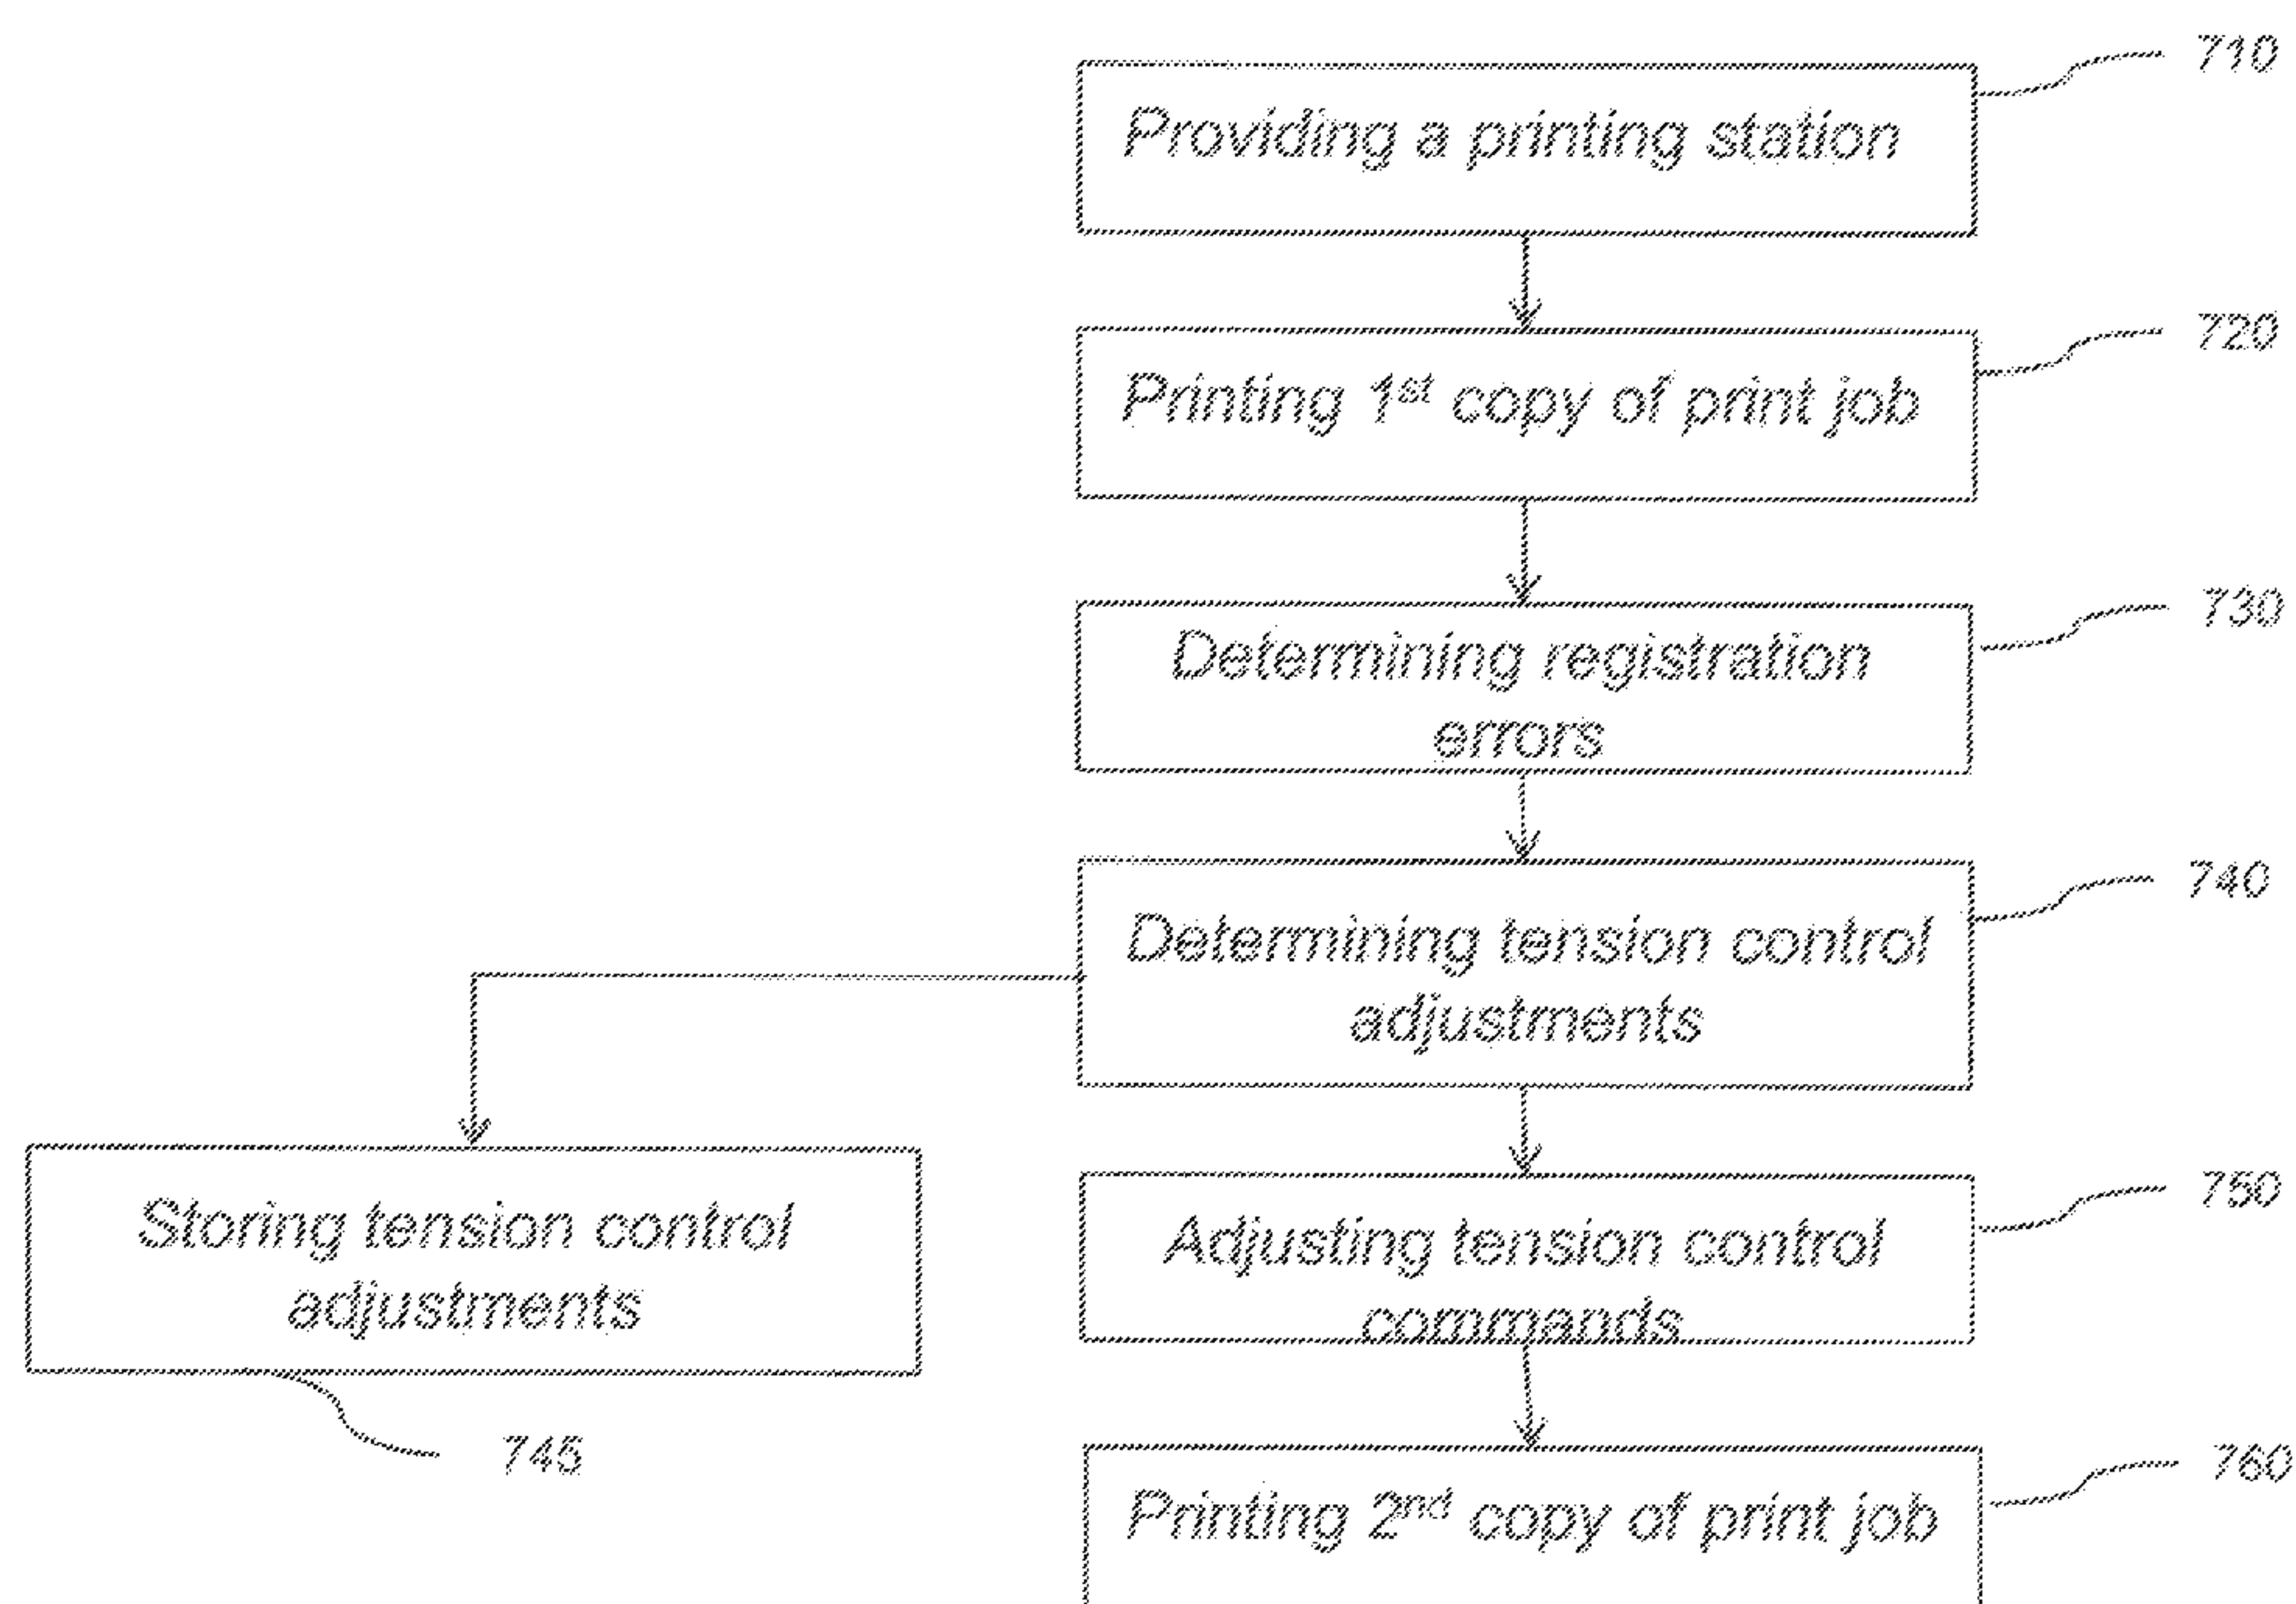 710
Providing a printing station
720
Printing 1st copy of print job
730
Determining registration
errors
740
Determining tension control
adjustments
745
Storing tension control
adjustments
750
Adjusting tension control
commands
760
Printing 2nd copy of print job